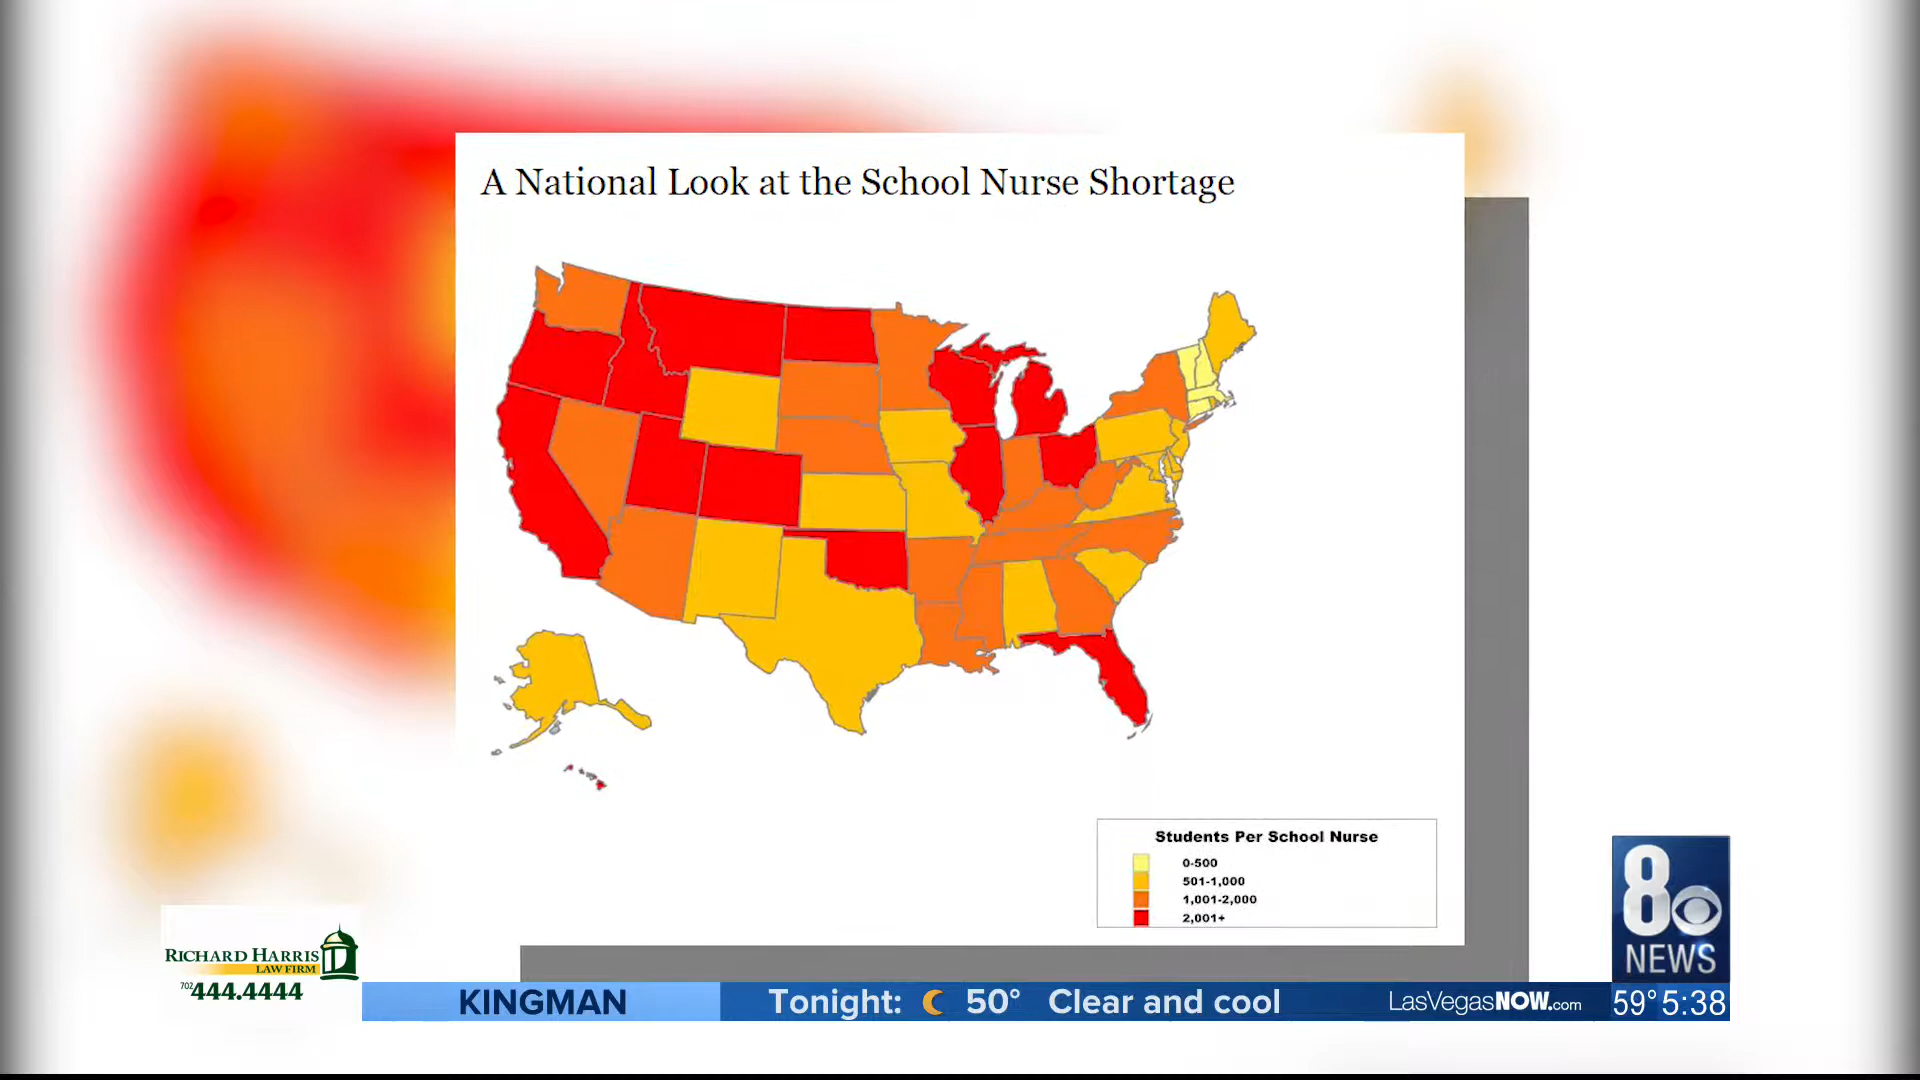 A National Look at the School Nurse Shortage
Students Per School Nurse
0-500
501-1,000
1,001-2,000
2,001+
RICHARD HARRIS
LAW FIRM
702 444.4444
8
NEWS
KINGMAN
Tonight: 50° Clear and cool
LasVegasNOW.com
59° 5:38